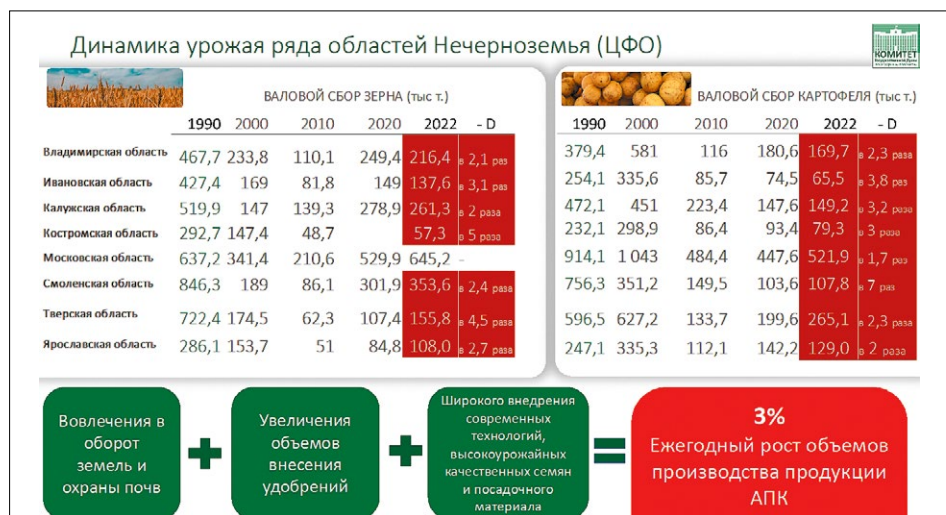 Динамика урожая ряда областей Нечерноземья (ЦФО)
КОМИТЕТ
ВАЛОВОЙ СБОР ЗЕРНА (тыс т.)
1990 2000 2010 2020 2022 - D
Владимирская область 467,7 233,8 110,1 249,4 216,4 в 2,1 раз
Ивановская область 427,4 169 81,8 149 137,6 в 3,1 раз
Калужская область 519,9 147 139,3 278,9 261,3 в 2 раза
Костромская область 292,7 147,4 48,7 57,3 в 5 раза
Московская область 637,2 341,4 210,6 529,9 645,2 -
Смоленская область 846,3 189 86,1 301,9 353,6 в 2,4 раза
Тверская область 722,4 174,5 62,3 107,4 155,8 в 4,5 раза
Ярославская область 286,1 153,7 51 84,8 108,0 в 2,7 раза
ВАЛОВОЙ СБОР КАРТОФЕЛЯ (тыс т.)
1990 2000 2010 2020 2022 - D
379,4 581 116 180,6 169,7 в 2,3 раза
254,1 335,6 85,7 74,5 65,5 в 3,8 раз
472,1 451 223,4 147,6 149,2 в 3,2 раза
232,1 298,9 86,4 93,4 79,3 в 3 раза
914,1 1 043 484,4 447,6 521,9 в 1,7 раз
756,3 351,2 149,5 103,6 107,8 в 7 раз
596,5 627,2 133,7 199,6 265,1 в 2,3 раза
247,1 335,3 112,1 142,2 129,0 в 2 раза
Вовлечения в
оборот
земель и
охраны почв
+
Увеличения
объемов
внесения
удобрений
+
Широкого внедрения
современных
технологий,
высокоурожайных
качественных семян
и посадочного
материала
=
3%
Ежегодный рост объемов
производства продукции
АПК